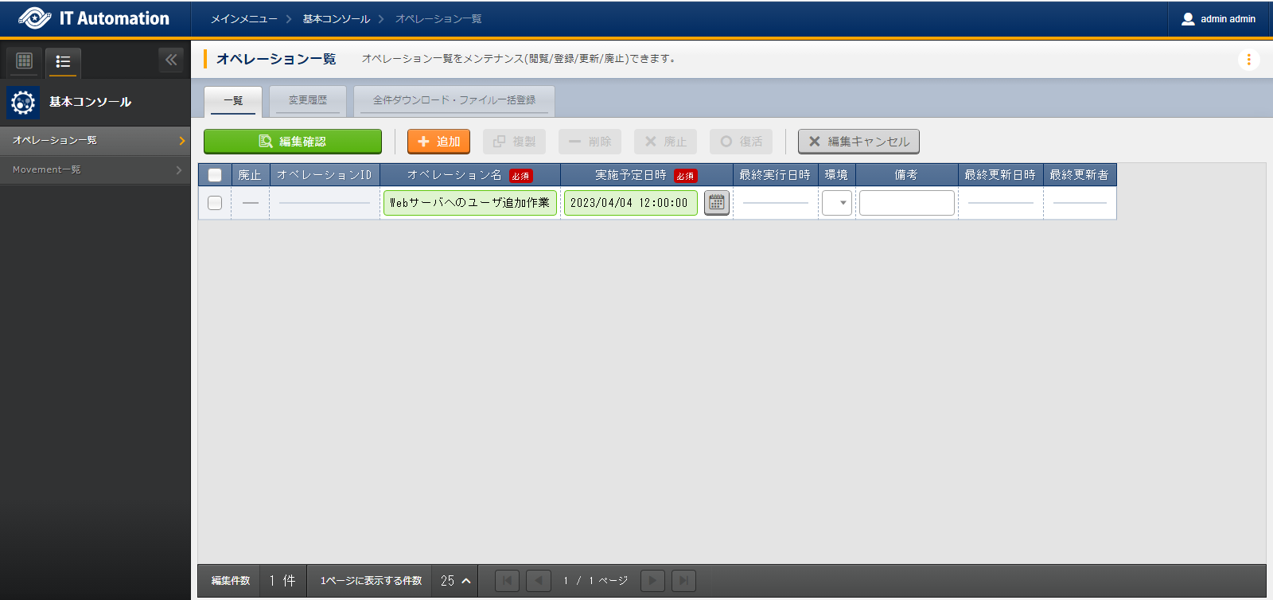 IT Automation
メインメニュー 基本コンソール オペレーション一覧
admin admin
オペレーション一覧 オペレーション一覧をメンテナンス(閲覧/登録/更新/廃止)できます。
基本コンソール
オペレーション一覧
Movement一覧
一覧 変更履歴 全件ダウンロード・ファイル一括登録
編集確認 追加 複製 削除 廃止 復活 編集キャンセル
廃止 オペレーションID オペレーション名 必須 実施予定日時 必須 最終実行日時 環境 備考 最終更新日時 最終更新者
Webサーバへのユーザ追加作業 2023/04/04 12:00:00
編集件数 1 件 1ページに表示する件数 25 1 / 1 ページ